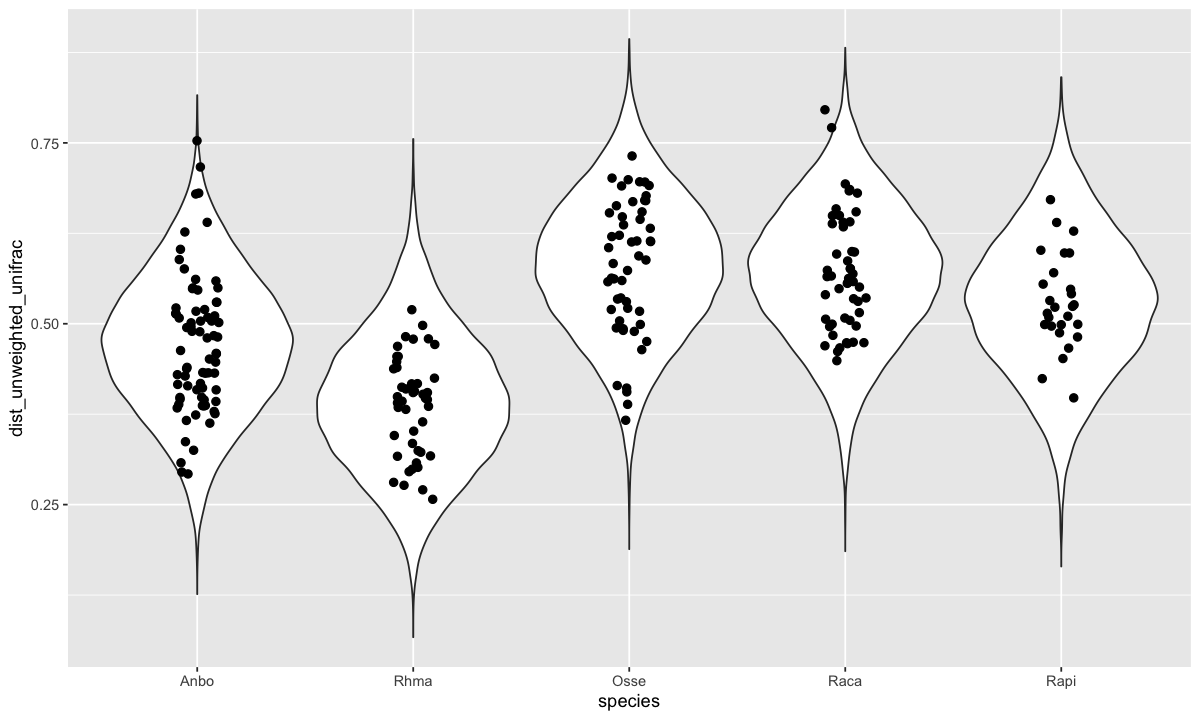 dist_unweighted_unifrac
0.75
0.50
0.25
Anbo
Rhma
Osse
Raca
Rapi
species